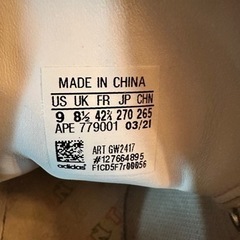 MADE IN CHINA
US UK FR JP CHN
9 8½ 42⅔ 270 265
APE 779001 03/21
ART GW2417
#127664895
adidas F1CD5F7r00056